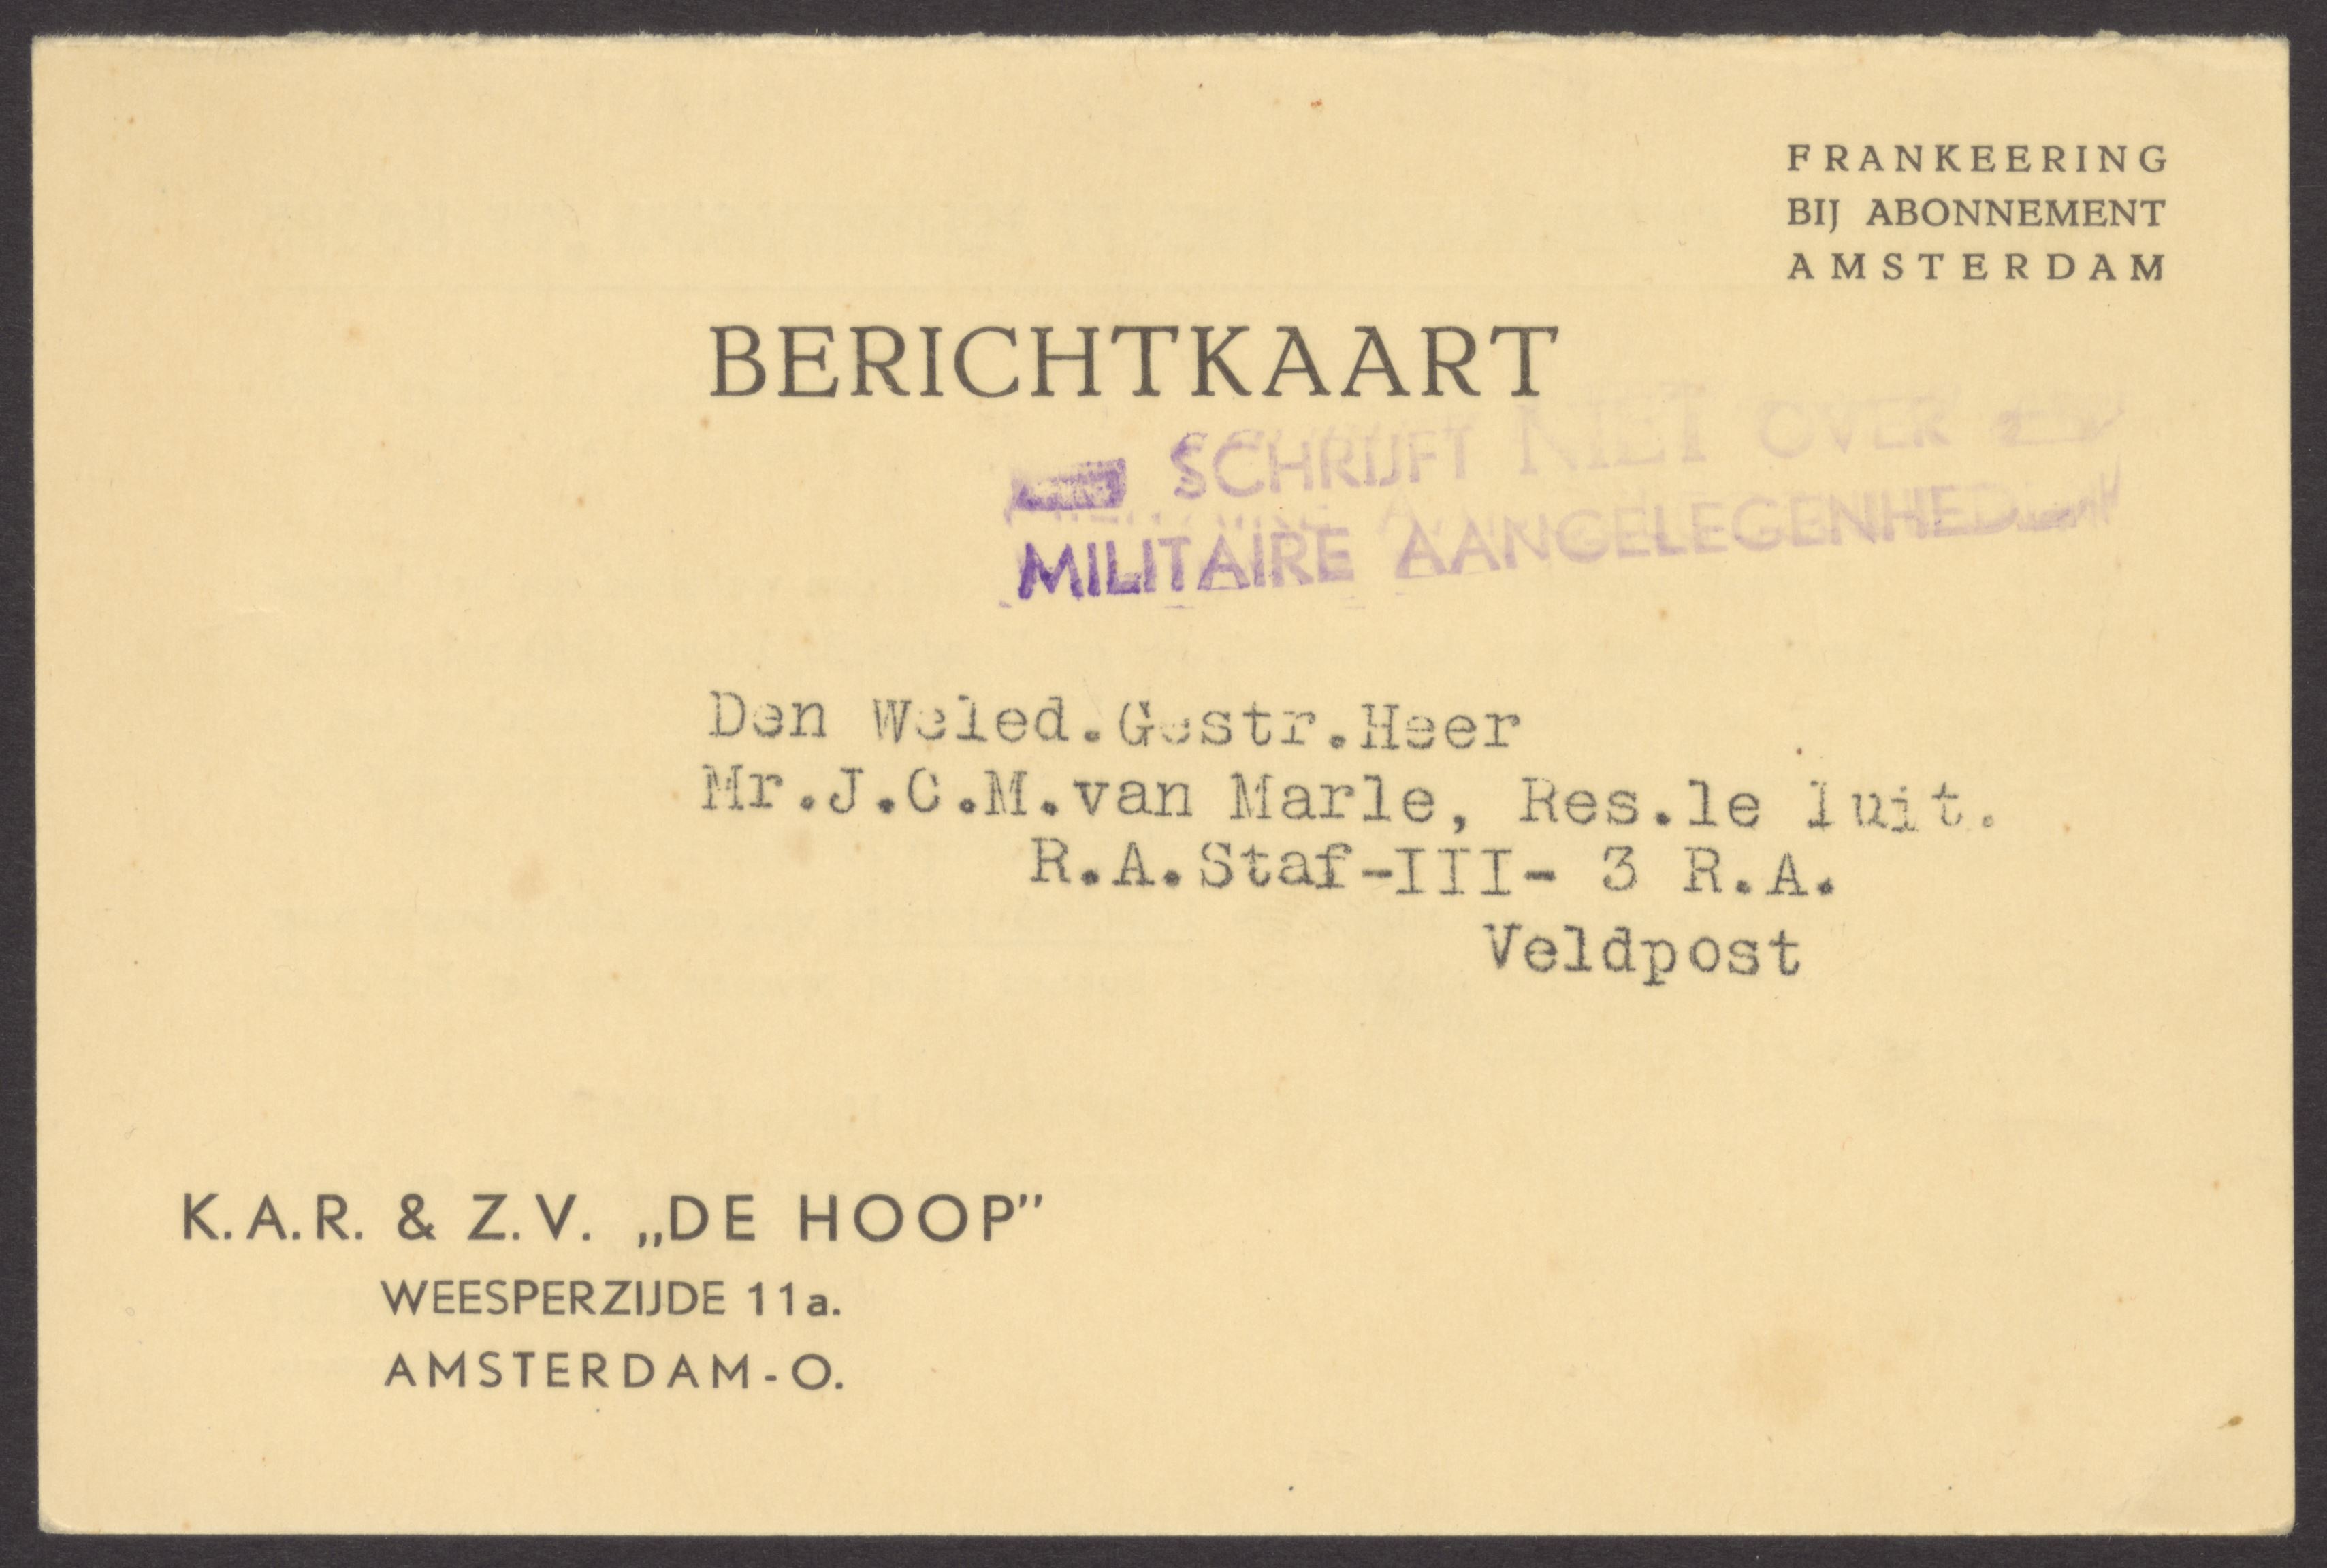 FRANKEERING
BIJ ABONNEMENT
AMSTERDAM
BERICHTKAART
SCHRIJFT NIET OVER
MILITAIRE AANGELEGENHED
Den Weled.Gestr.Heer
Mr.J.C.M.van Marle, Res.le luit.
R.A.Staf-III- 3 R.A.
Veldpost
K.A.R. & Z.V. „DE HOOP”
WEESPERZIJDE 11a.
AMSTERDAM-O.